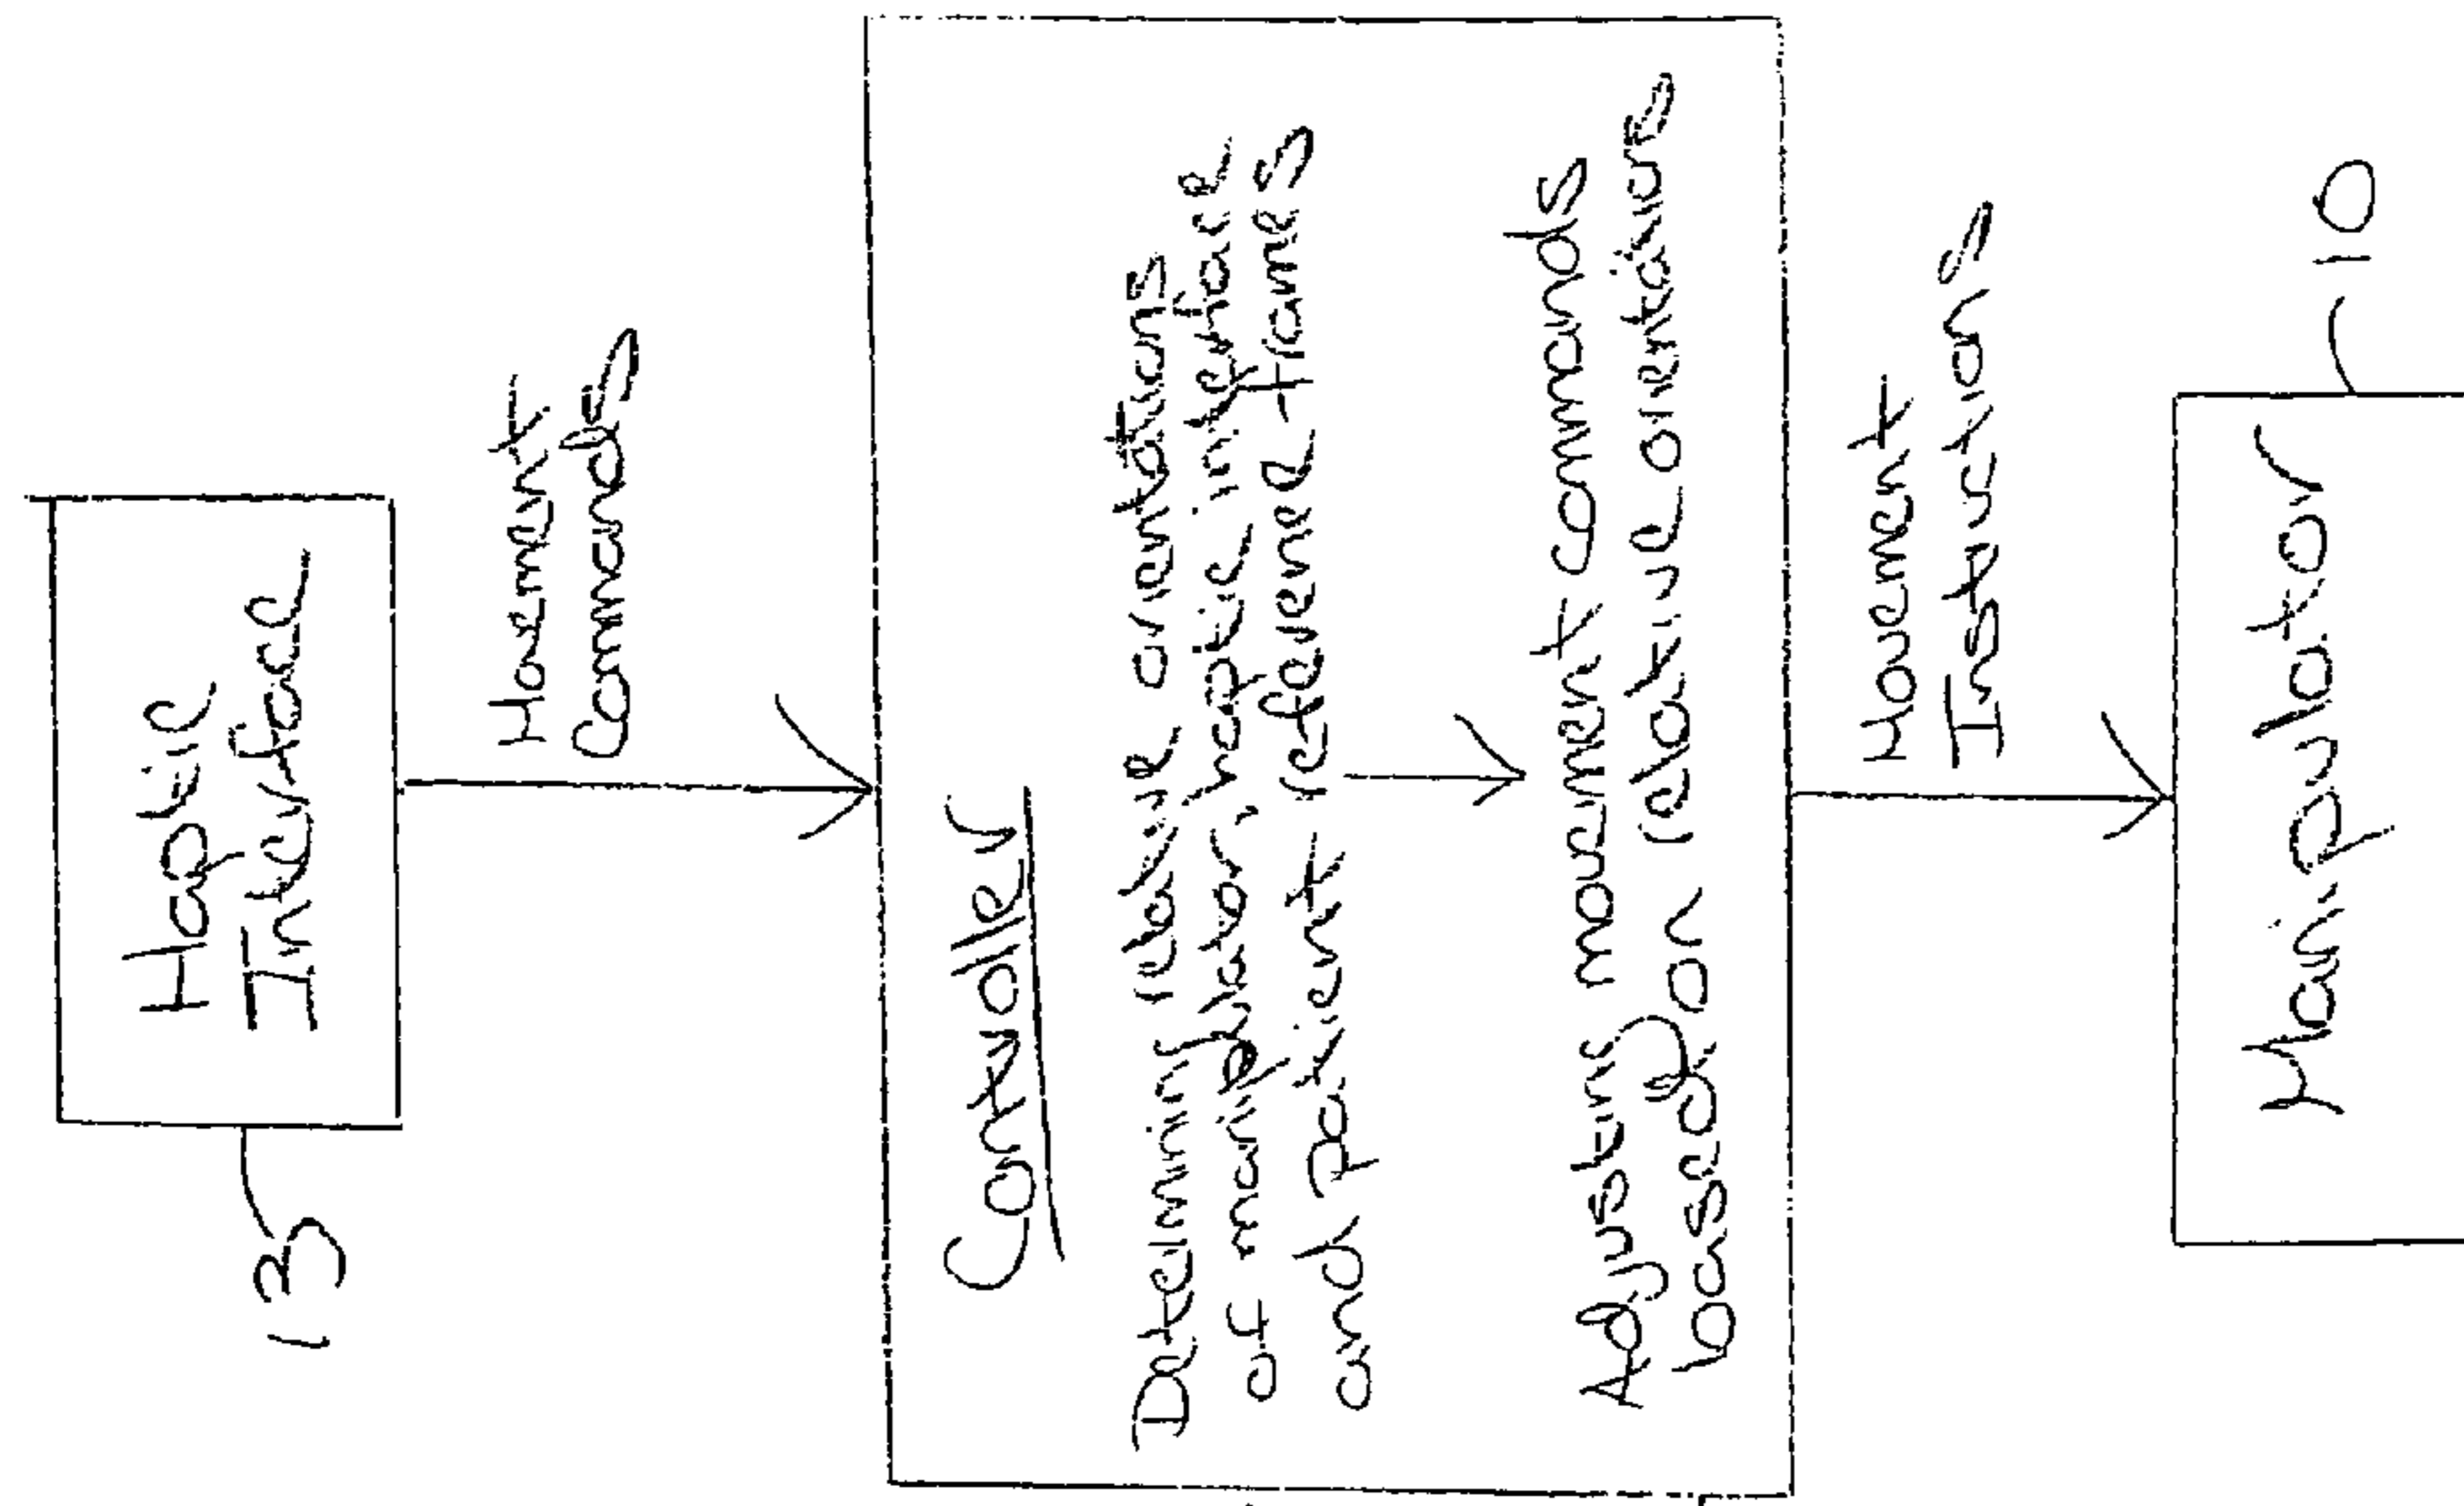 Haptic
Interface
13
Movement
Commands
Controller
Determining relative orientations
of manipulator, haptic interface
and patient reference frames
Adjusting movement commands
based on relative orientations
Movement
Instructions
Manipulator
10